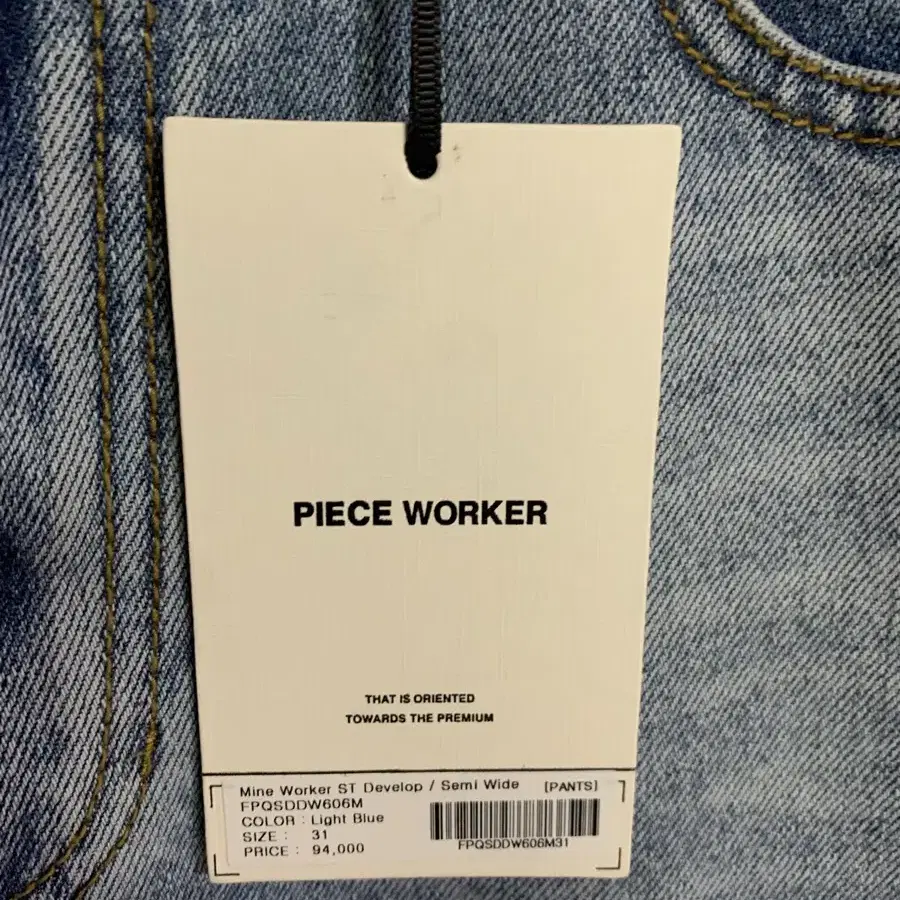 PIECE WORKER
THAT IS ORIENTED
TOWARDS THE PREMIUM
Mine Worker ST Develop / Semi Wide [PANTS]
FPQSDDW606M
COLOR : Light Blue
SIZE : 31
PRICE : 94,000
FPQSDDW606M31